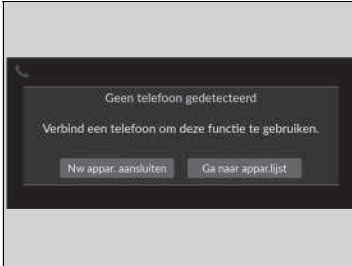 Geen telefoon gedetecteerd
Verbind een telefoon om deze functie te gebruiken.
Nw appar. aansluiten
Ga naar appar.lijst